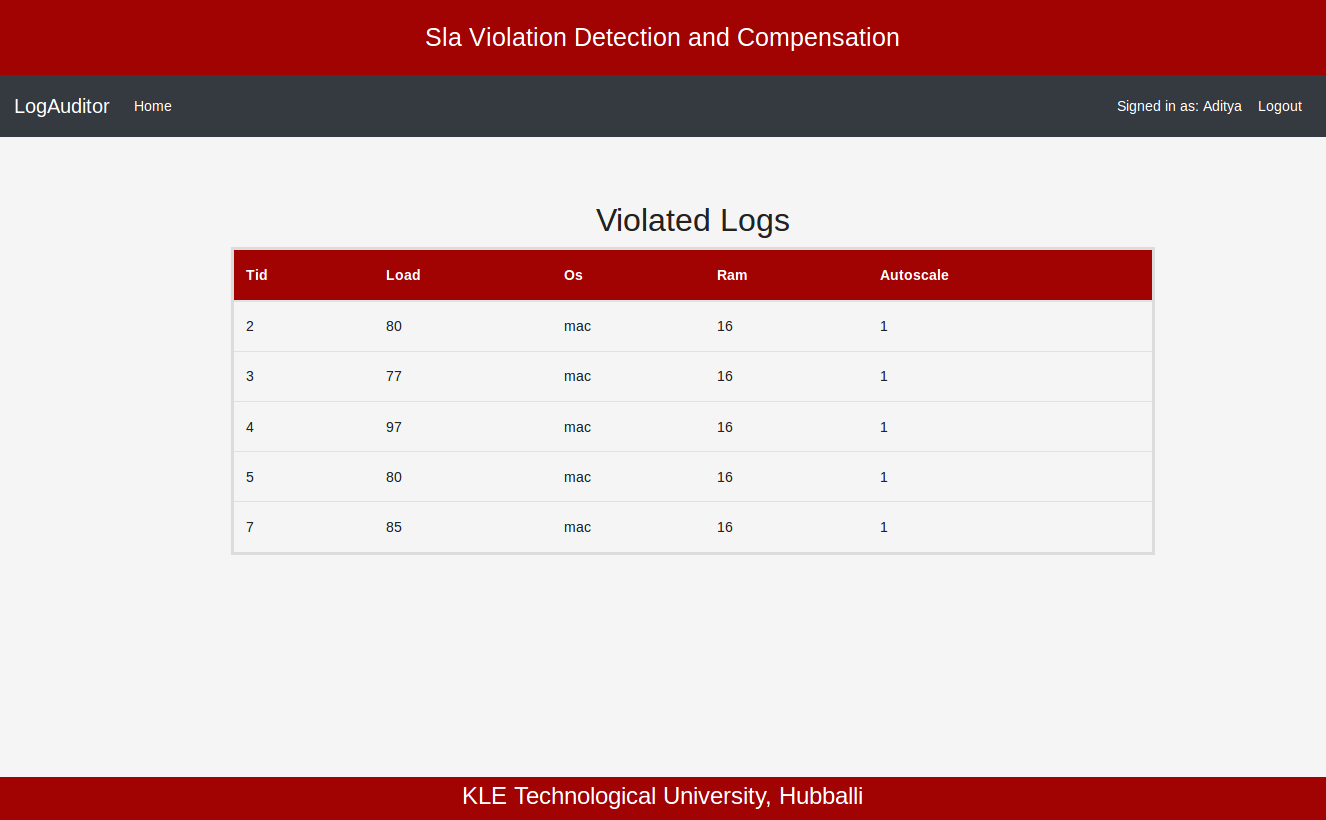 Sla Violation Detection and Compensation
LogAuditor Home Signed in as: Aditya Logout
Violated Logs
Tid Load Os Ram Autoscale
2 80 mac 16 1
3 77 mac 16 1
4 97 mac 16 1
5 80 mac 16 1
7 85 mac 16 1
KLE Technological University, Hubballi